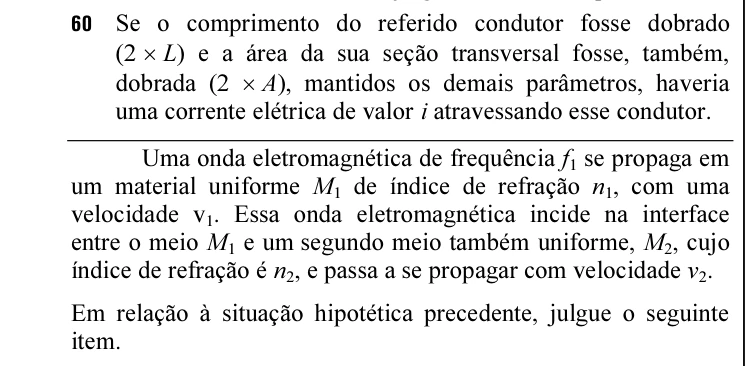 60 Se o comprimento do referido condutor fosse dobrado
(2 × L) e a área da sua seção transversal fosse, também,
dobrada (2 × A), mantidos os demais parâmetros, haveria
uma corrente elétrica de valor i atravessando esse condutor.
Uma onda eletromagnética de frequência f₁ se propaga em
um material uniforme M₁ de índice de refração n₁, com uma
velocidade v₁. Essa onda eletromagnética incide na interface
entre o meio M₁ e um segundo meio também uniforme, M₂, cujo
índice de refração é n₂, e passa a se propagar com velocidade v₂.
Em relação à situação hipotética precedente, julgue o seguinte
item.